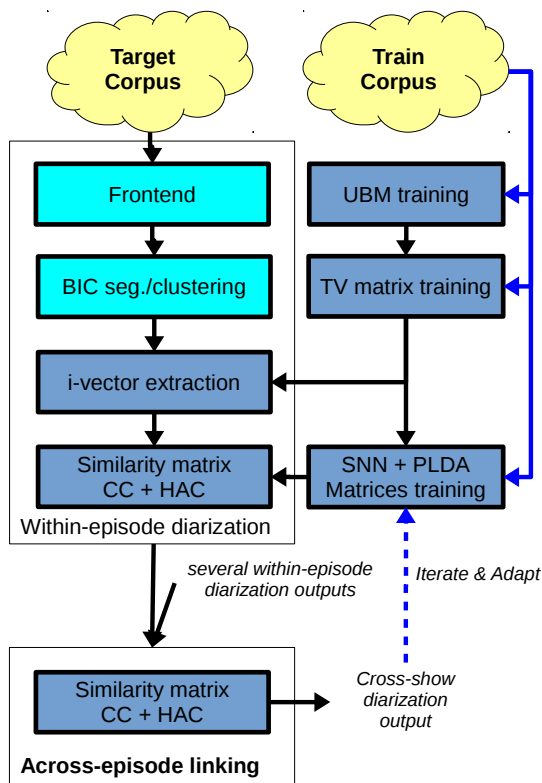 Target
Corpus
Train
Corpus
Frontend
UBM training
BIC seg./clustering
TV matrix training
i-vector extraction
Similarity matrix
CC + HAC
SNN + PLDA
Matrices training
Within-episode diarization
several within-episode
diarization outputs
Iterate & Adapt
Similarity matrix
CC + HAC
Cross-show
diarization
output
Across-episode linking